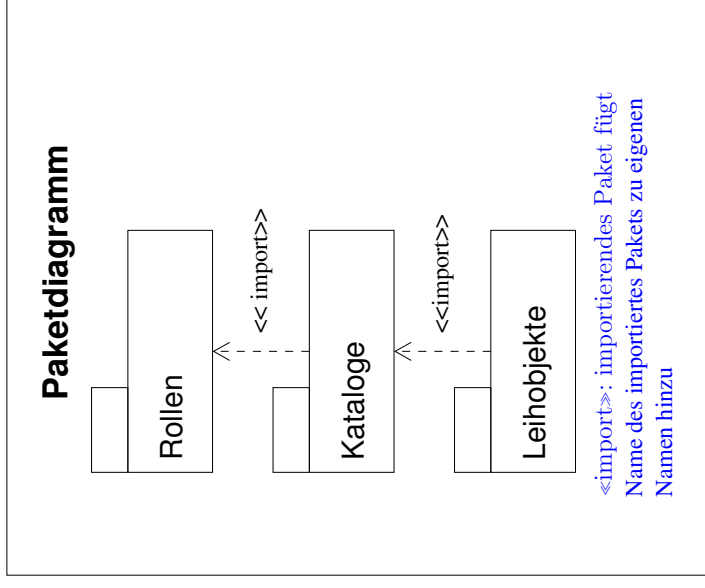 Paketdiagramm
Rollen
<< import>>
Kataloge
<<import>>
Leihobjekte
≪import≫: importierendes Paket fügt
Name des importiertes Pakets zu eigenen
Namen hinzu